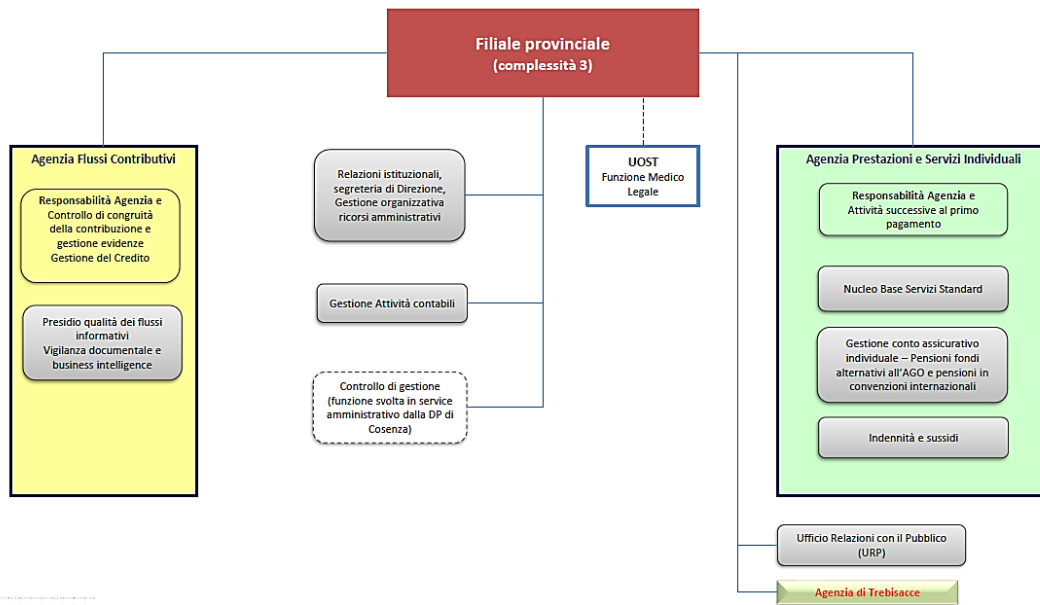 Filiale provinciale
(complessità 3)
Agenzia Flussi Contributivi
Responsabilità Agenzia e
Controllo di congruità
della contribuzione e
gestione evidenze
Gestione del Credito
Presidio qualità dei flussi
informativi
Vigilanza documentale e
business intelligence
Relazioni istituzionali,
segreteria di Direzione,
Gestione organizzativa
ricorsi amministrativi
Gestione Attività contabili
Controllo di gestione
(funzione svolta in service
amministrativo dalla DP di
Cosenza)
UOST
Funzione Medico
Legale
Agenzia Prestazioni e Servizi Individuali
Responsabilità Agenzia e
Attività successive al primo
pagamento
Nucleo Base Servizi Standard
Gestione conto assicurativo
individuale – Pensioni fondi
alternativi all'AGO e pensioni in
convenzioni internazionali
Indennità e sussidi
Ufficio Relazioni con il Pubblico
(URP)
Agenzia di Trebisacce